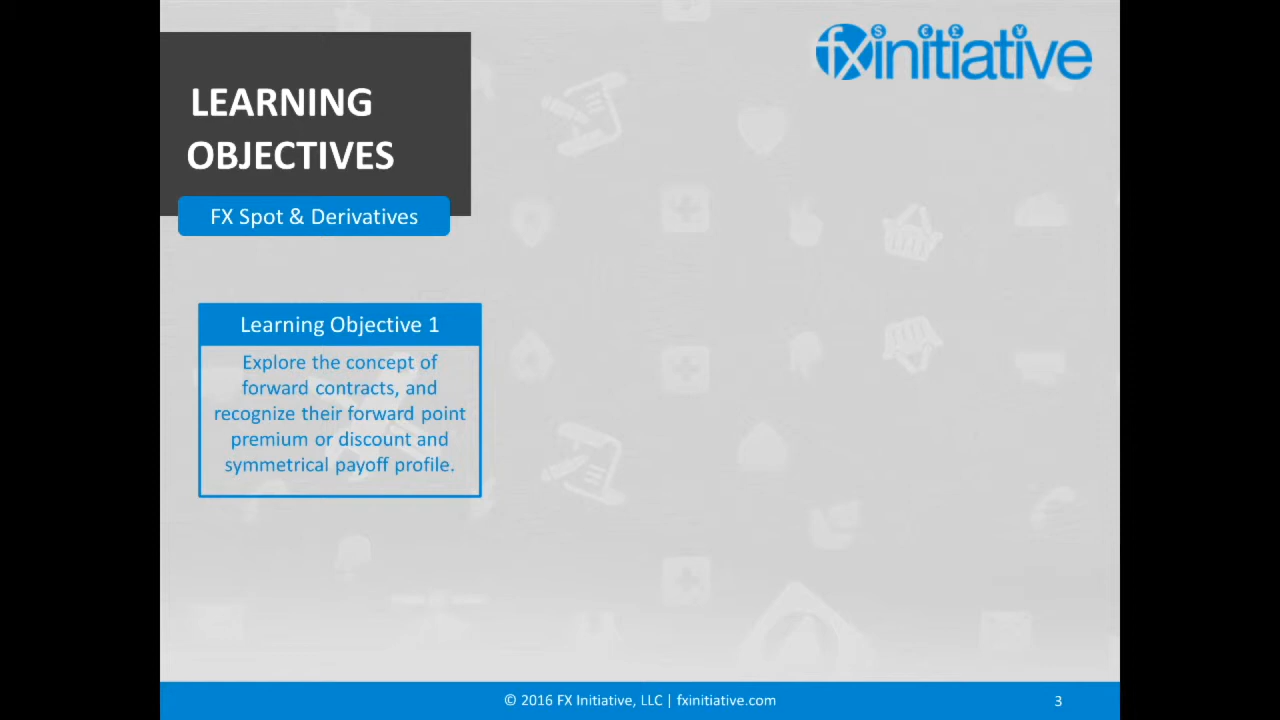 LEARNING
OBJECTIVES
FX Spot & Derivatives
$ € £ ¥
fxinitiative
Learning Objective 1
Explore the concept of
forward contracts, and
recognize their forward point
premium or discount and
symmetrical payoff profile.
© 2016 FX Initiative, LLC | fxinitiative.com
3